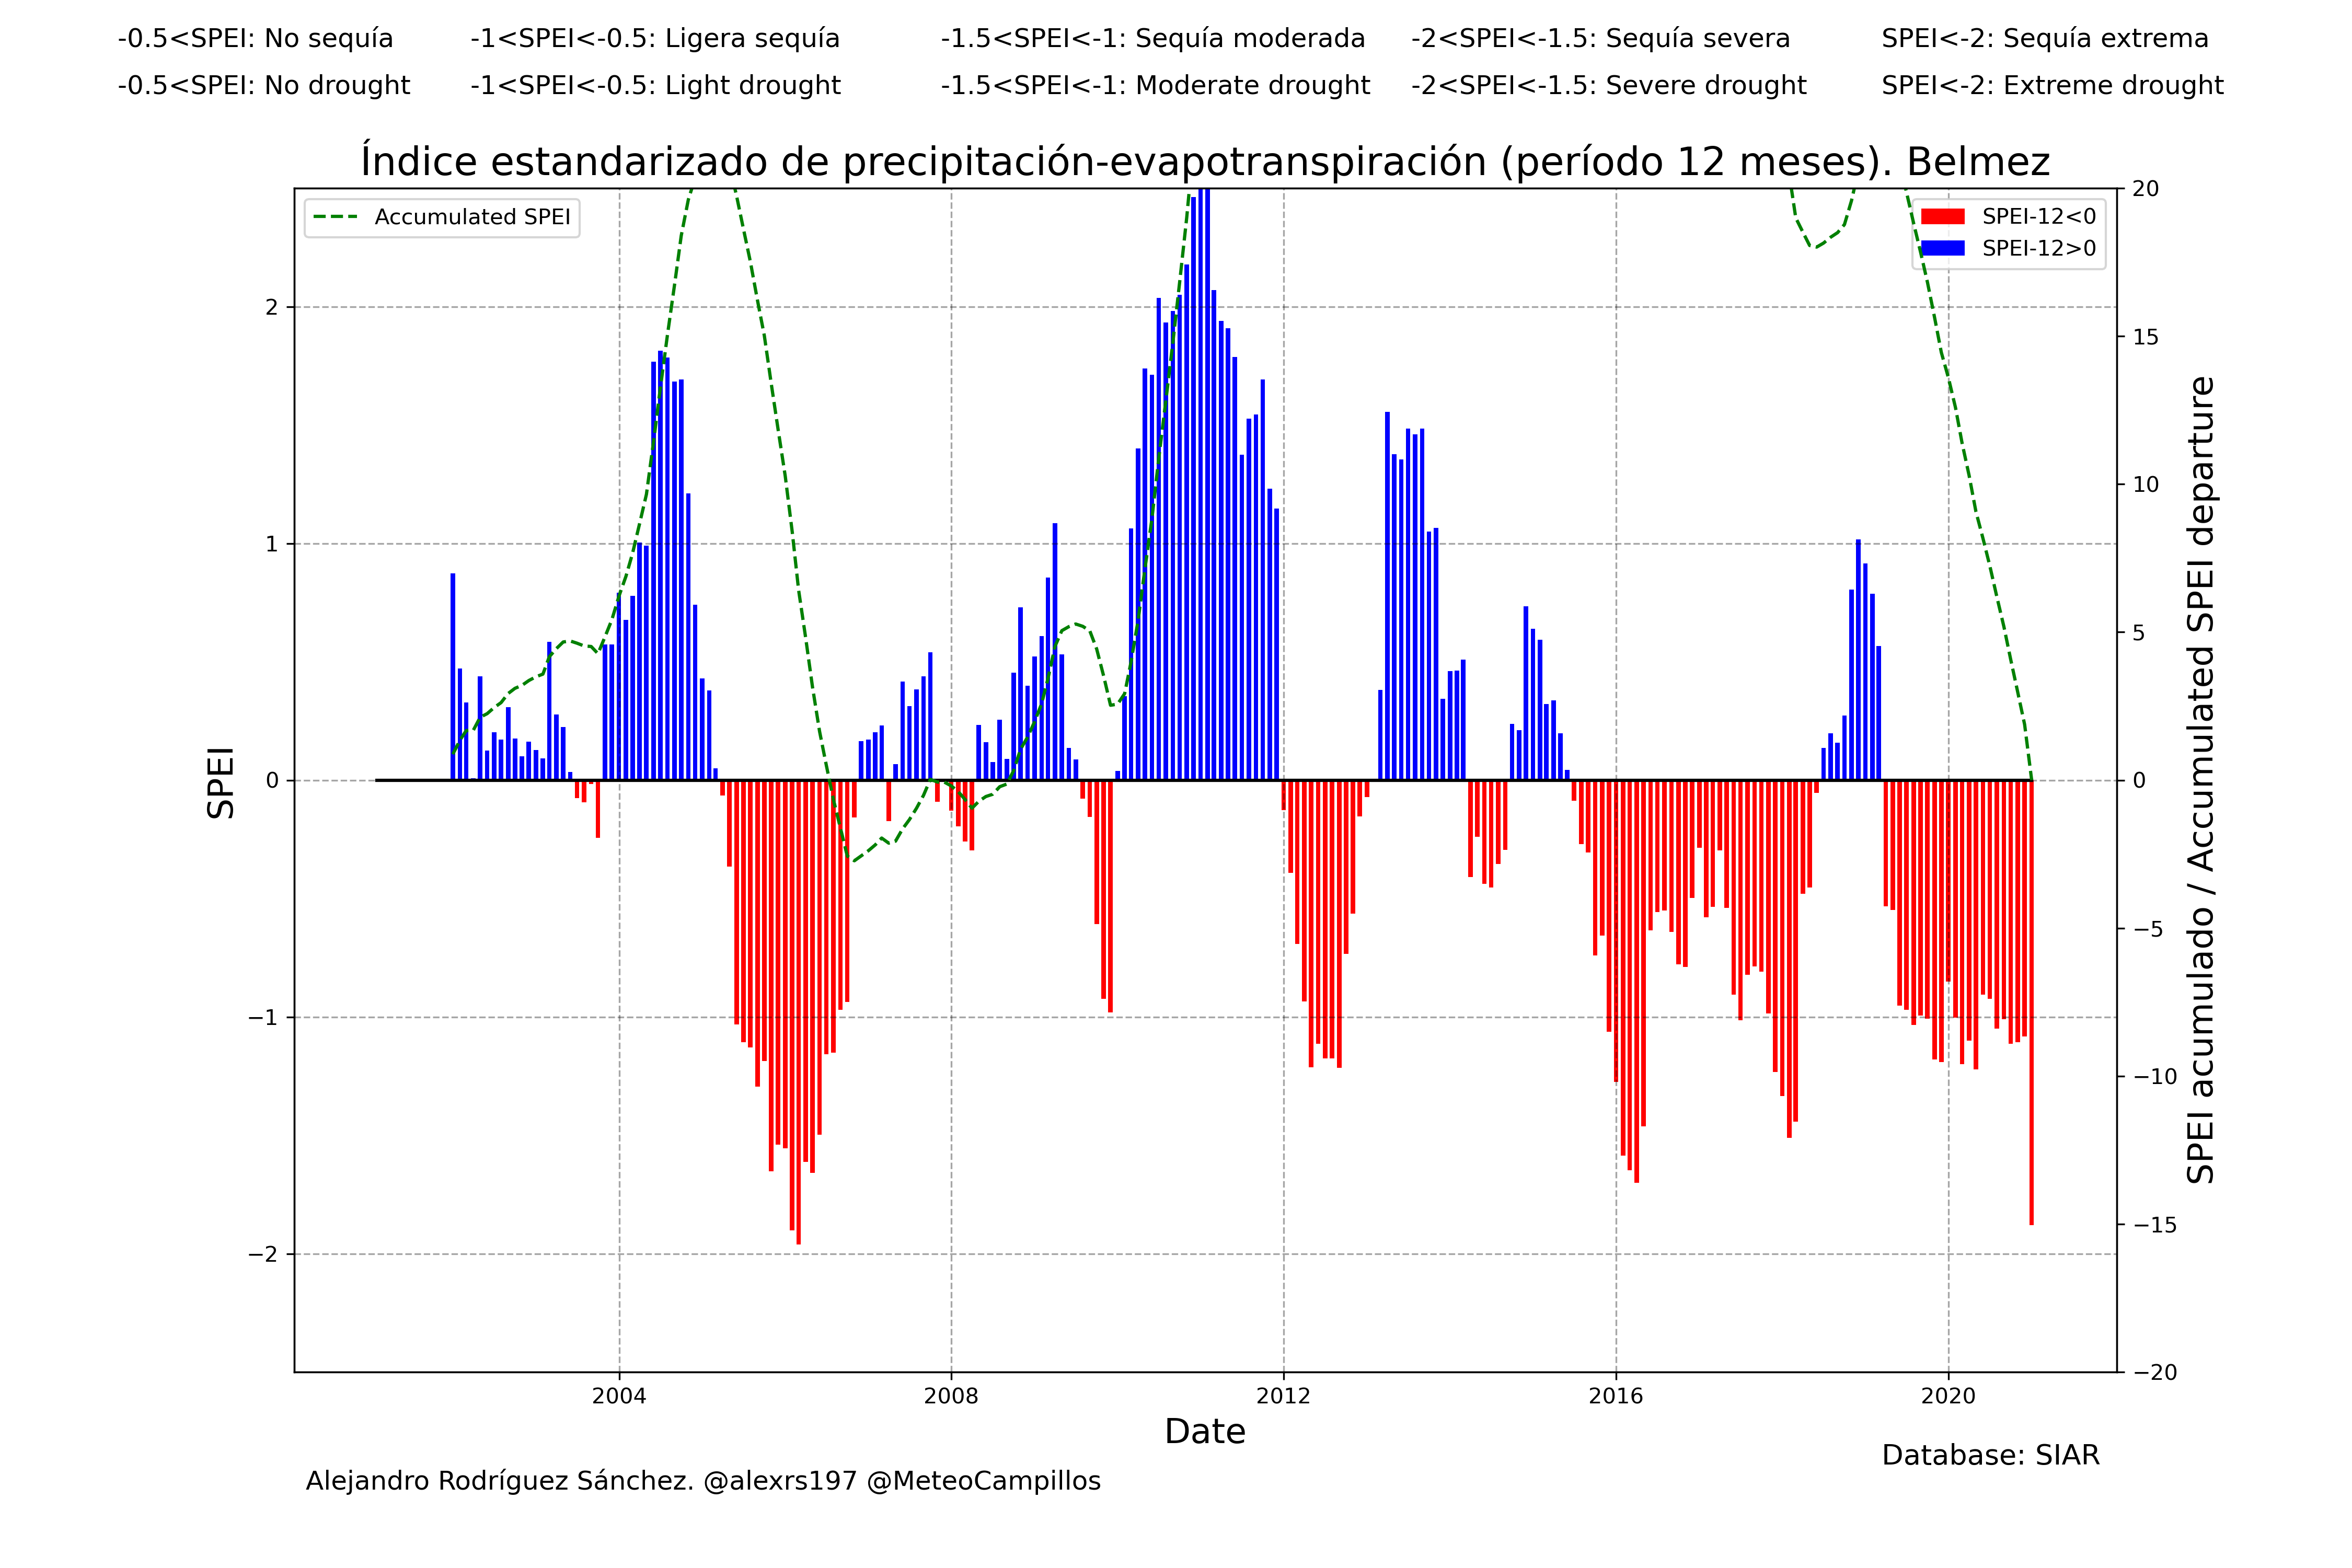 -0.5<SPEI: No sequía -1<SPEI<-0.5: Ligera sequía -1.5<SPEI<-1: Sequía moderada -2<SPEI<-1.5: Sequía severa SPEI<-2: Sequía extrema
-0.5<SPEI: No drought -1<SPEI<-0.5: Light drought -1.5<SPEI<-1: Moderate drought -2<SPEI<-1.5: Severe drought SPEI<-2: Extreme drought
Índice estandarizado de precipitación-evapotranspiración (período 12 meses). Belmez
Accumulated SPEI
SPEI-12<0
SPEI-12>0
SPEI
2
1
0
−1
−2
20
15
10
5
0
−5
−10
−15
−20
SPEI acumulado / Accumulated SPEI departure
2004 2008 2012 2016 2020
Date
Database: SIAR
Alejandro Rodríguez Sánchez. @alexrs197 @MeteoCampillos